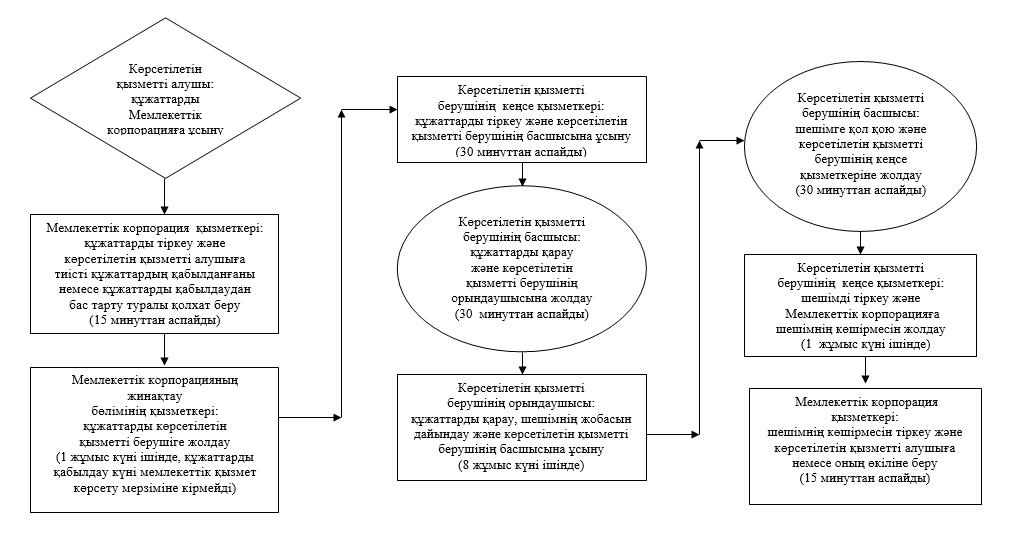 Көрсетілетін
қызметті алушы:
құжаттарды
Мемлекеттік
корпорацияға ұсыну
Мемлекеттік корпорация қызметкері:
құжаттарды тіркеу және
көрсетілетін қызметті алушыға
тиісті құжаттардың қабылданғаны
немесе құжаттарды қабылдаудан
бас тарту туралы қолхат беру
(15 минуттан аспайды)
Мемлекеттік корпорацияның
жинақтау
бөлімінің қызметкері:
құжаттарды көрсетілетін
қызметті берушіге жолдау
(1 жұмыс күні ішінде, құжаттарды
қабылдау күні мемлекеттік қызмет
көрсету мерзіміне кірмейді)
Көрсетілетін қызметті
берушінің кеңсе қызметкері:
құжаттарды тіркеу және көрсетілетін
қызметті берушінің басшысына ұсыну
(30 минуттан аспайды)
Көрсетілетін қызметті
берушінің басшысы:
құжаттарды қарау
және көрсетілетін
қызметті берушінің
орындаушысына жолдау
(30 минуттан аспайды)
Көрсетілетін қызметті
берушінің орындаушысы:
құжаттарды қарау, шешімнің жобасын
дайындау және көрсетілетін қызметті
берушінің басшысына ұсыну
(8 жұмыс күні ішінде)
Көрсетілетін қызметті
берушінің басшысы:
шешімге қол қою және
көрсетілетін қызметті
берушінің кеңсе
қызметкеріне жолдау
(30 минуттан аспайды)
Көрсетілетін қызметті
берушінің кеңсе қызметкері:
шешімді тіркеу және
Мемлекеттік корпорацияға
шешімнің көшірмесін жолдау
(1 жұмыс күні ішінде)
Мемлекеттік корпорация
қызметкері:
шешімнің көшірмесін тіркеу және
көрсетілетін қызметті алушыға
немесе оның өкіліне беру
(15 минуттан аспайды)